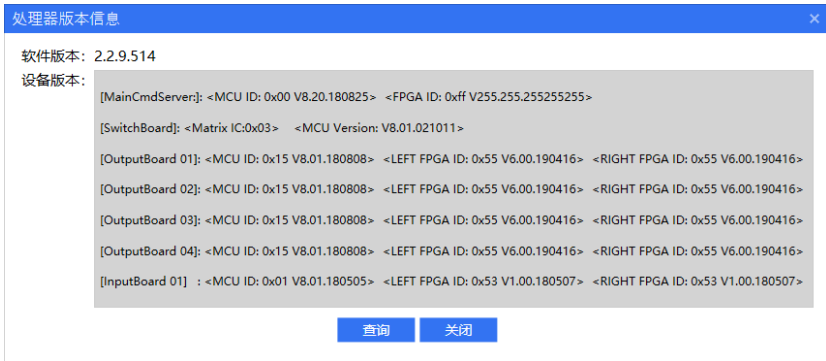 处理器版本信息 ×
软件版本： 2.2.9.514
设备版本：
[MainCmdServer:]: <MCU ID: 0x00 V8.20.180825> <FPGA ID: 0xff V255.255.255255255>
[SwitchBoard]: <Matrix IC:0x03> <MCU Version: V8.01.021011>
[OutputBoard 01]: <MCU ID: 0x15 V8.01.180808> <LEFT FPGA ID: 0x55 V6.00.190416> <RIGHT FPGA ID: 0x55 V6.00.190416>
[OutputBoard 02]: <MCU ID: 0x15 V8.01.180808> <LEFT FPGA ID: 0x55 V6.00.190416> <RIGHT FPGA ID: 0x55 V6.00.190416>
[OutputBoard 03]: <MCU ID: 0x15 V8.01.180808> <LEFT FPGA ID: 0x55 V6.00.190416> <RIGHT FPGA ID: 0x55 V6.00.190416>
[OutputBoard 04]: <MCU ID: 0x15 V8.01.180808> <LEFT FPGA ID: 0x55 V6.00.190416> <RIGHT FPGA ID: 0x55 V6.00.190416>
[InputBoard 01] : <MCU ID: 0x01 V8.01.180505> <LEFT FPGA ID: 0x53 V1.00.180507> <RIGHT FPGA ID: 0x53 V1.00.180507>
查询 关闭